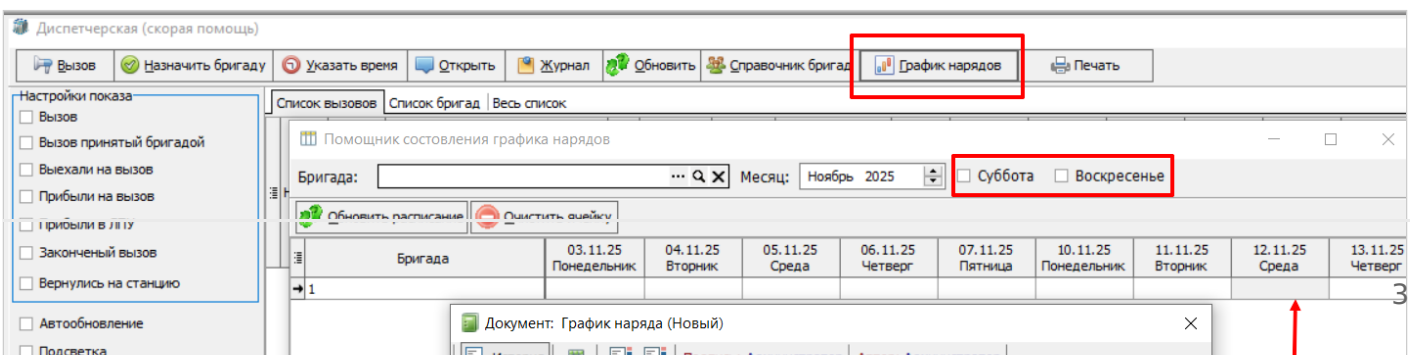 Диспетчерская (скорая помощь)
Вызов Назначить бригаду Указать время Открыть Журнал Обновить Справочник бригад График нарядов Печать
Настройки показа
Список вызовов Список бригад Весь список
Вызов
Вызов принятый бригадой
Выехали на вызов
Прибыли на вызов
Прибыли в ЛПУ
Законченый вызов
Вернулись на станцию
Автообновление
Подсветка
Помощник состовления графика нарядов
Бригада: Месяц: Ноябрь 2025 Суббота Воскресенье
Обновить расписание Очистить ячейку
Бригада 03.11.25 Понедельник 04.11.25 Вторник 05.11.25 Среда 06.11.25 Четверг 07.11.25 Пятница 10.11.25 Понедельник 11.11.25 Вторник 12.11.25 Среда 13.11.25 Четверг
1
3
Документ: График наряда (Новый)